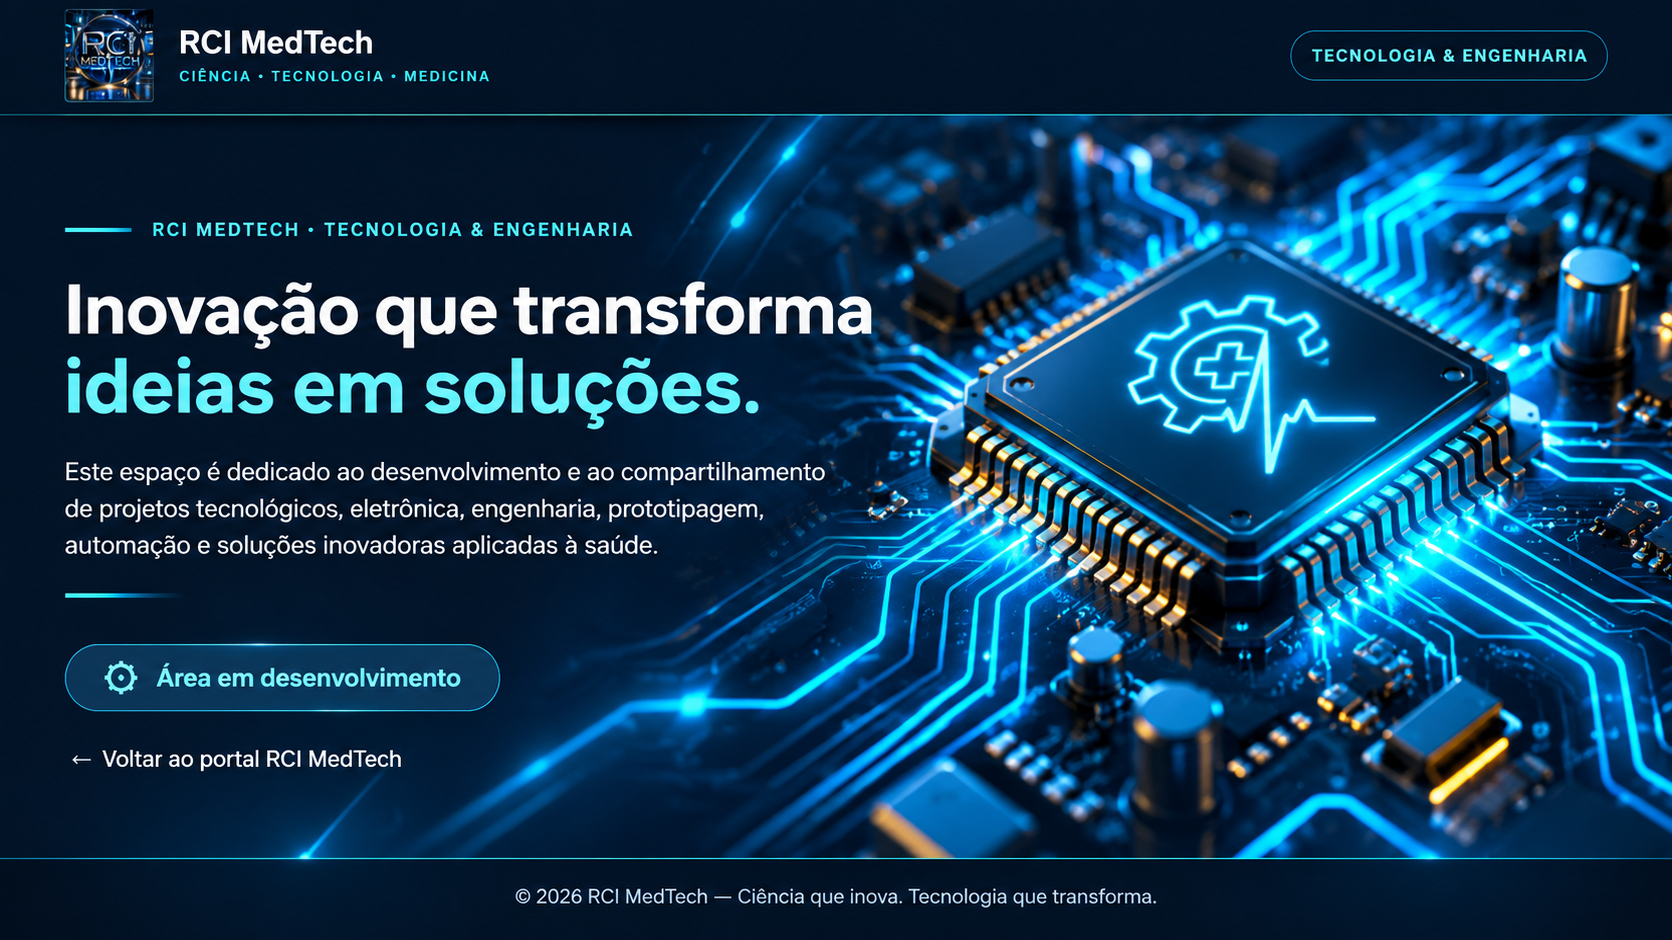 RCI
MEDTECH
RCI MedTech
CIÊNCIA • TECNOLOGIA • MEDICINA
TECNOLOGIA & ENGENHARIA
RCI MEDTECH • TECNOLOGIA & ENGENHARIA
Inovação que transforma
ideias em soluções.
Este espaço é dedicado ao desenvolvimento e ao compartilhamento
de projetos tecnológicos, eletrônica, engenharia, prototipagem,
automação e soluções inovadoras aplicadas à saúde.
Área em desenvolvimento
← Voltar ao portal RCI MedTech
© 2026 RCI MedTech — Ciência que inova. Tecnologia que transforma.